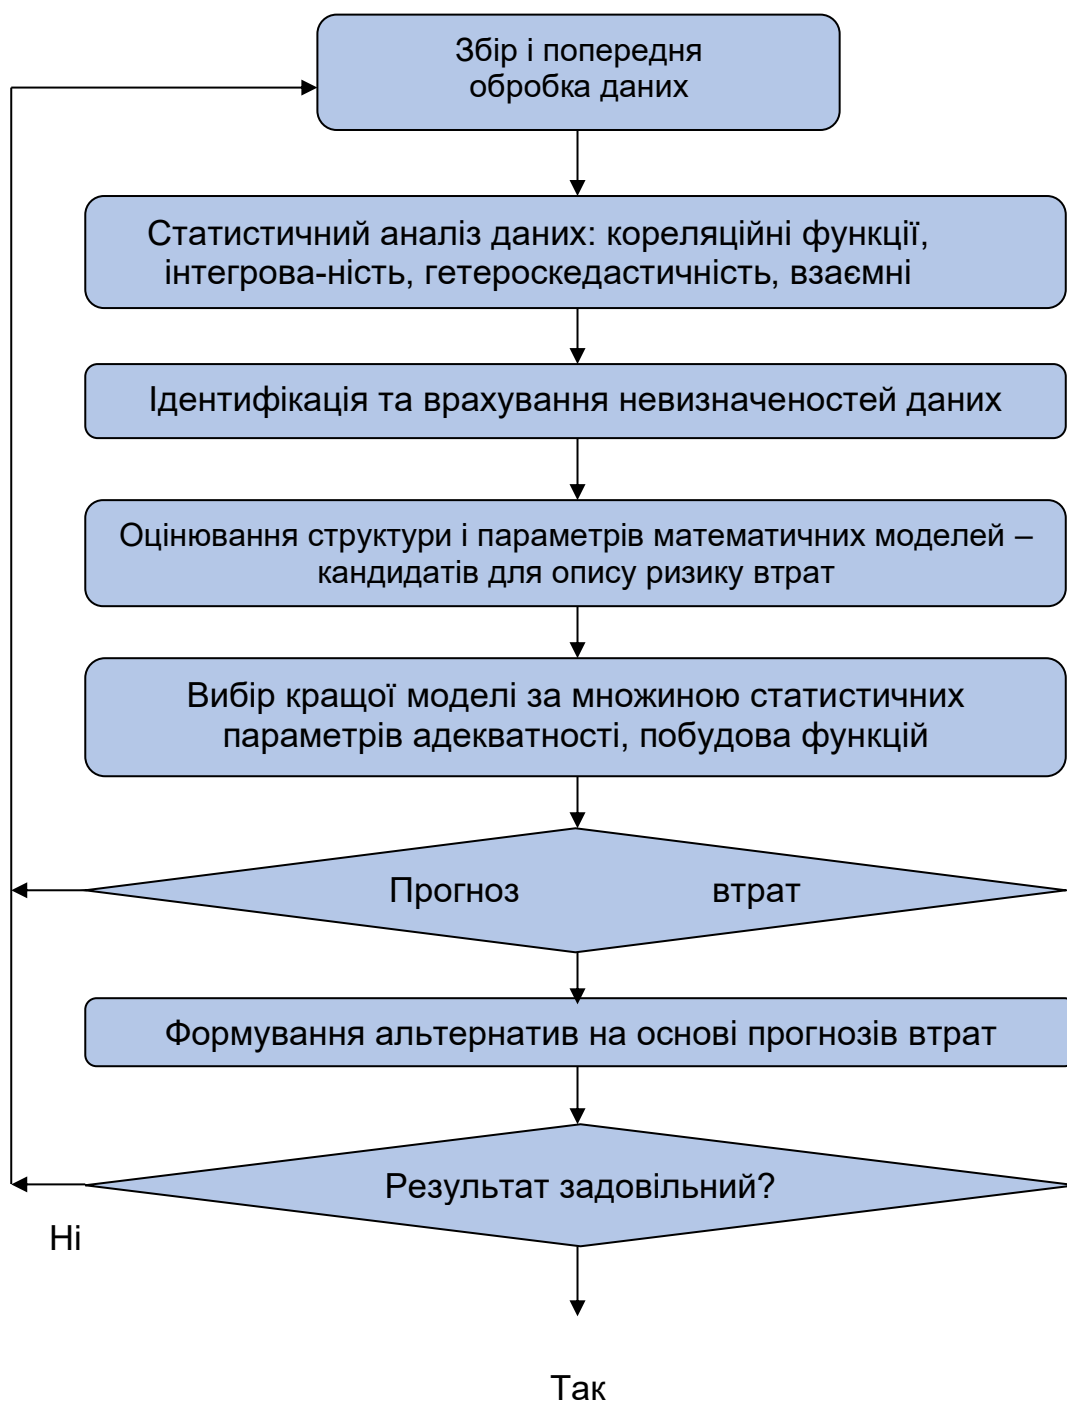 Збір і попередня
обробка даних
Статистичний аналіз даних: кореляційні функції,
інтегрова-ність, гетероскедастичність, взаємні
Ідентифікація та врахування невизначеностей даних
Оцінювання структури і параметрів математичних моделей –
кандидатів для опису ризику втрат
Вибір кращої моделі за множиною статистичних
параметрів адекватності, побудова функцій
Прогноз втрат
Формування альтернатив на основі прогнозів втрат
Результат задовільний?
Ні
Так